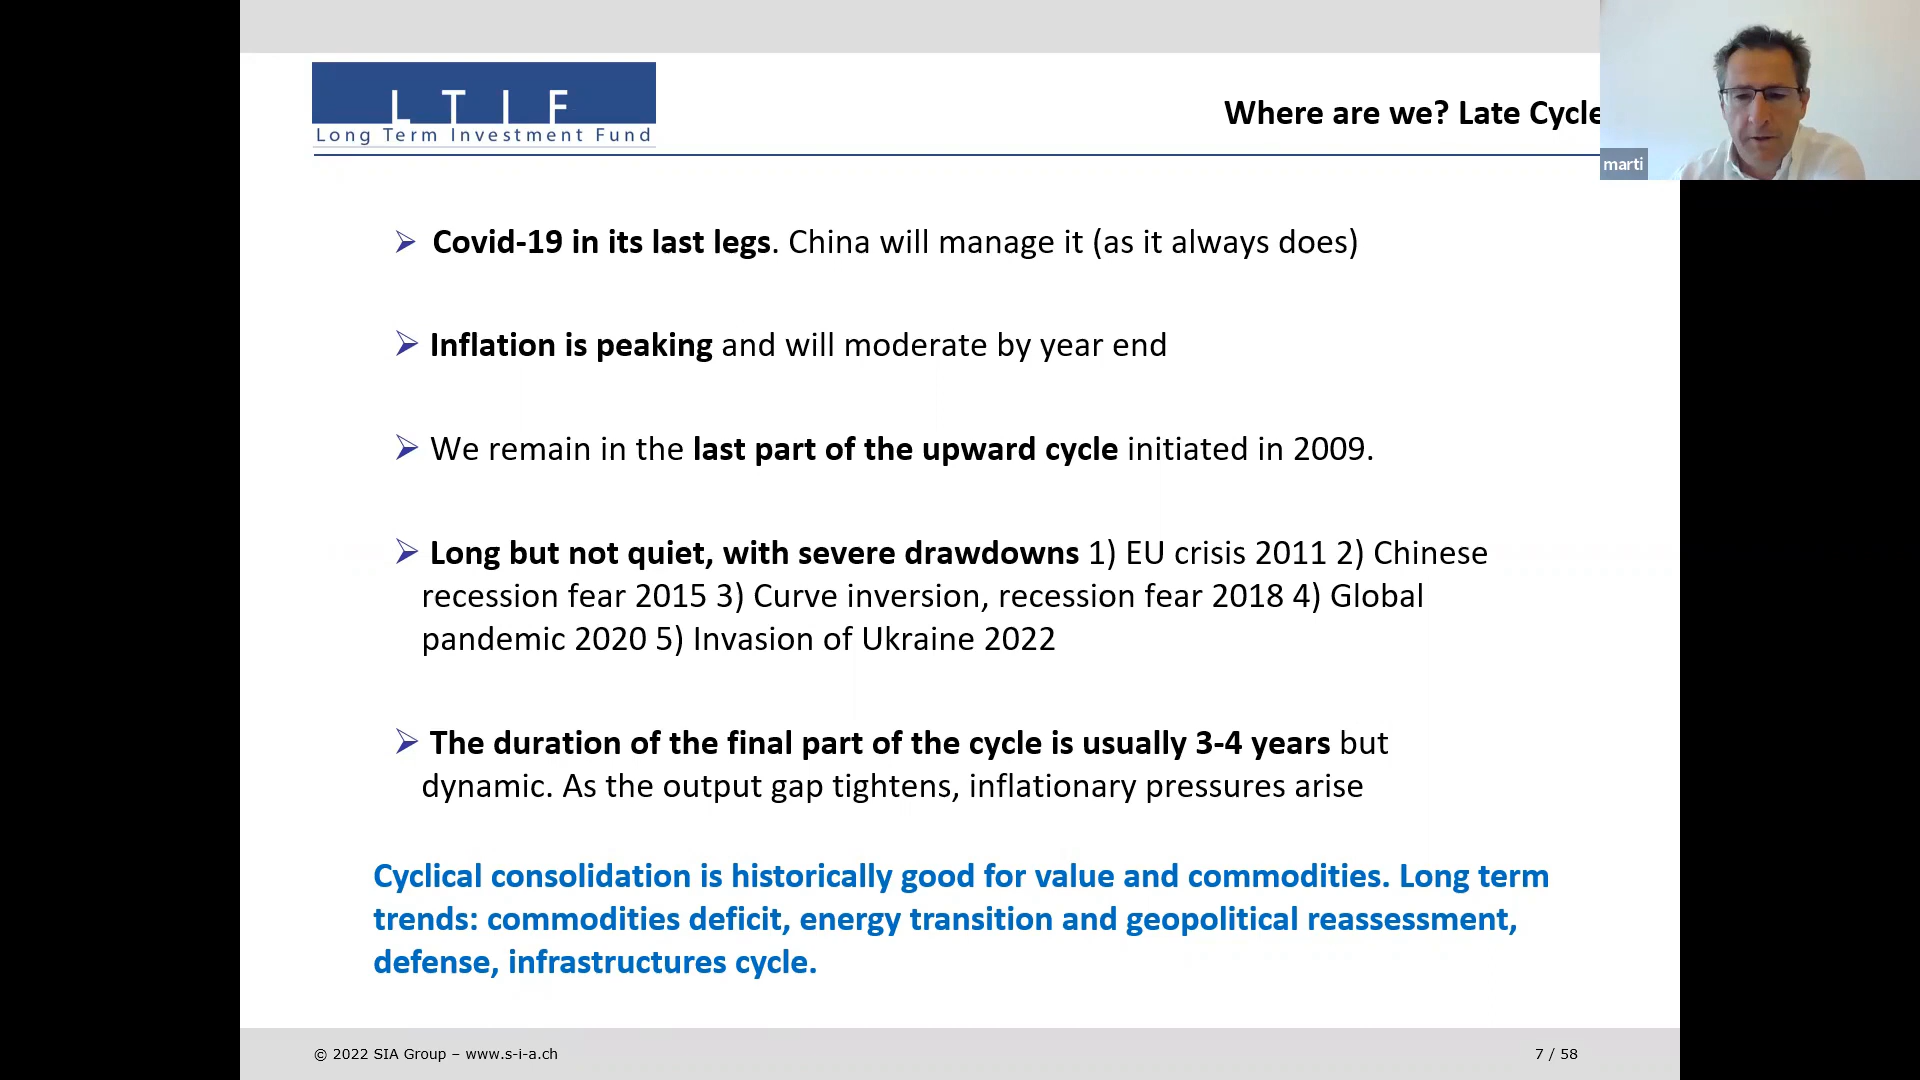 LTIF
Long Term Investment Fund
Where are we? Late Cycle
marti
➢ Covid-19 in its last legs. China will manage it (as it always does)
➢ Inflation is peaking and will moderate by year end
➢ We remain in the last part of the upward cycle initiated in 2009.
➢ Long but not quiet, with severe drawdowns 1) EU crisis 2011 2) Chinese
recession fear 2015 3) Curve inversion, recession fear 2018 4) Global
pandemic 2020 5) Invasion of Ukraine 2022
➢ The duration of the final part of the cycle is usually 3-4 years but
dynamic. As the output gap tightens, inflationary pressures arise
Cyclical consolidation is historically good for value and commodities. Long term
trends: commodities deficit, energy transition and geopolitical reassessment,
defense, infrastructures cycle.
© 2022 SIA Group – www.s-i-a.ch
7 / 58